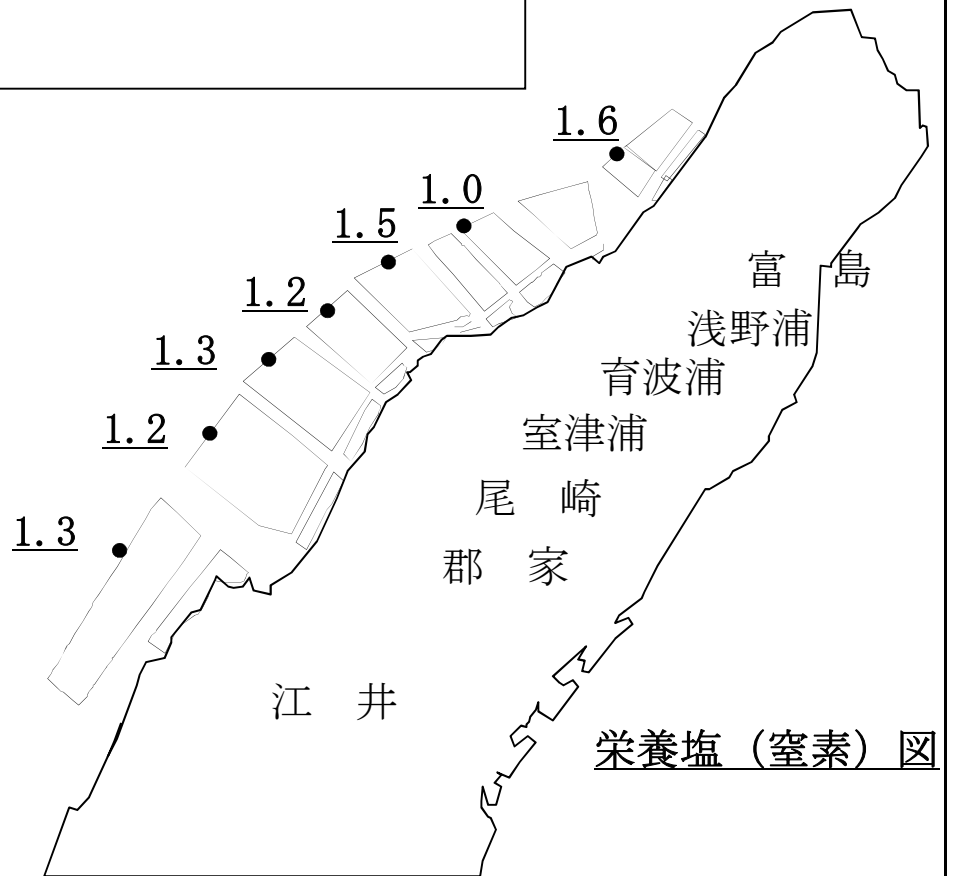 1.6
1.0
1.5
1.2
1.3
1.2
1.3
富　島
浅野浦
育波浦
室津浦
尾　崎
郡　家
江　井
栄養塩（窒素）図